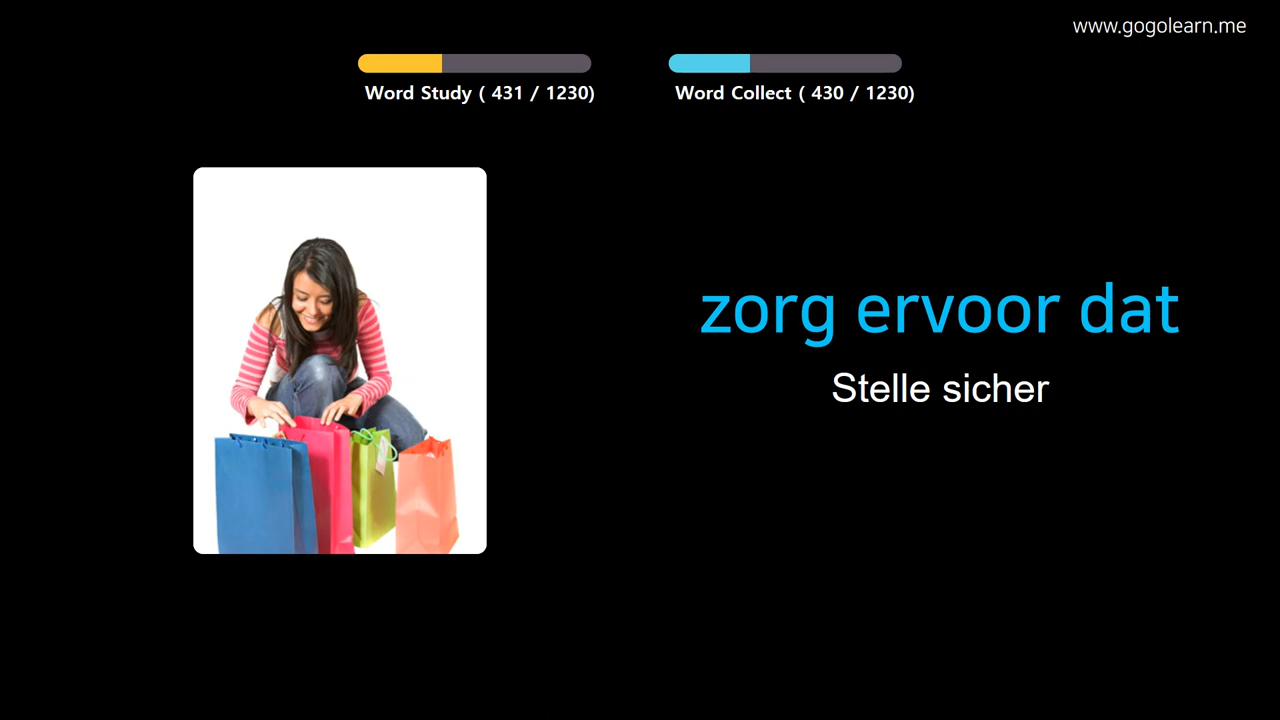 www.gogolearn.me
Word Study ( 431 / 1230)
Word Collect ( 430 / 1230)
zorg ervoor dat
Stelle sicher